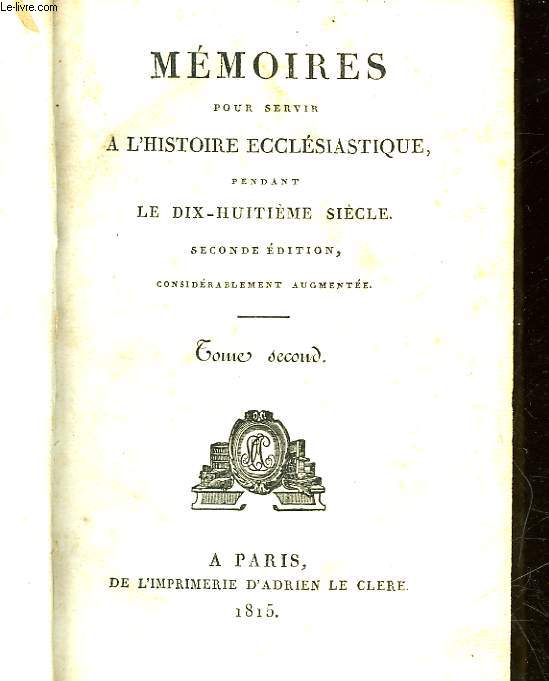 © Le-livre.com
MÉMOIRES
POUR SERVIR
A L'HISTOIRE ECCLÉSIASTIQUE,
PENDANT
LE DIX-HUITIÈME SIÈCLE.
SECONDE ÉDITION,
CONSIDÉRABLEMENT AUGMENTÉE.
Tome second.
A PARIS,
DE L'IMPRIMERIE D'ADRIEN LE CLERE.
1815.